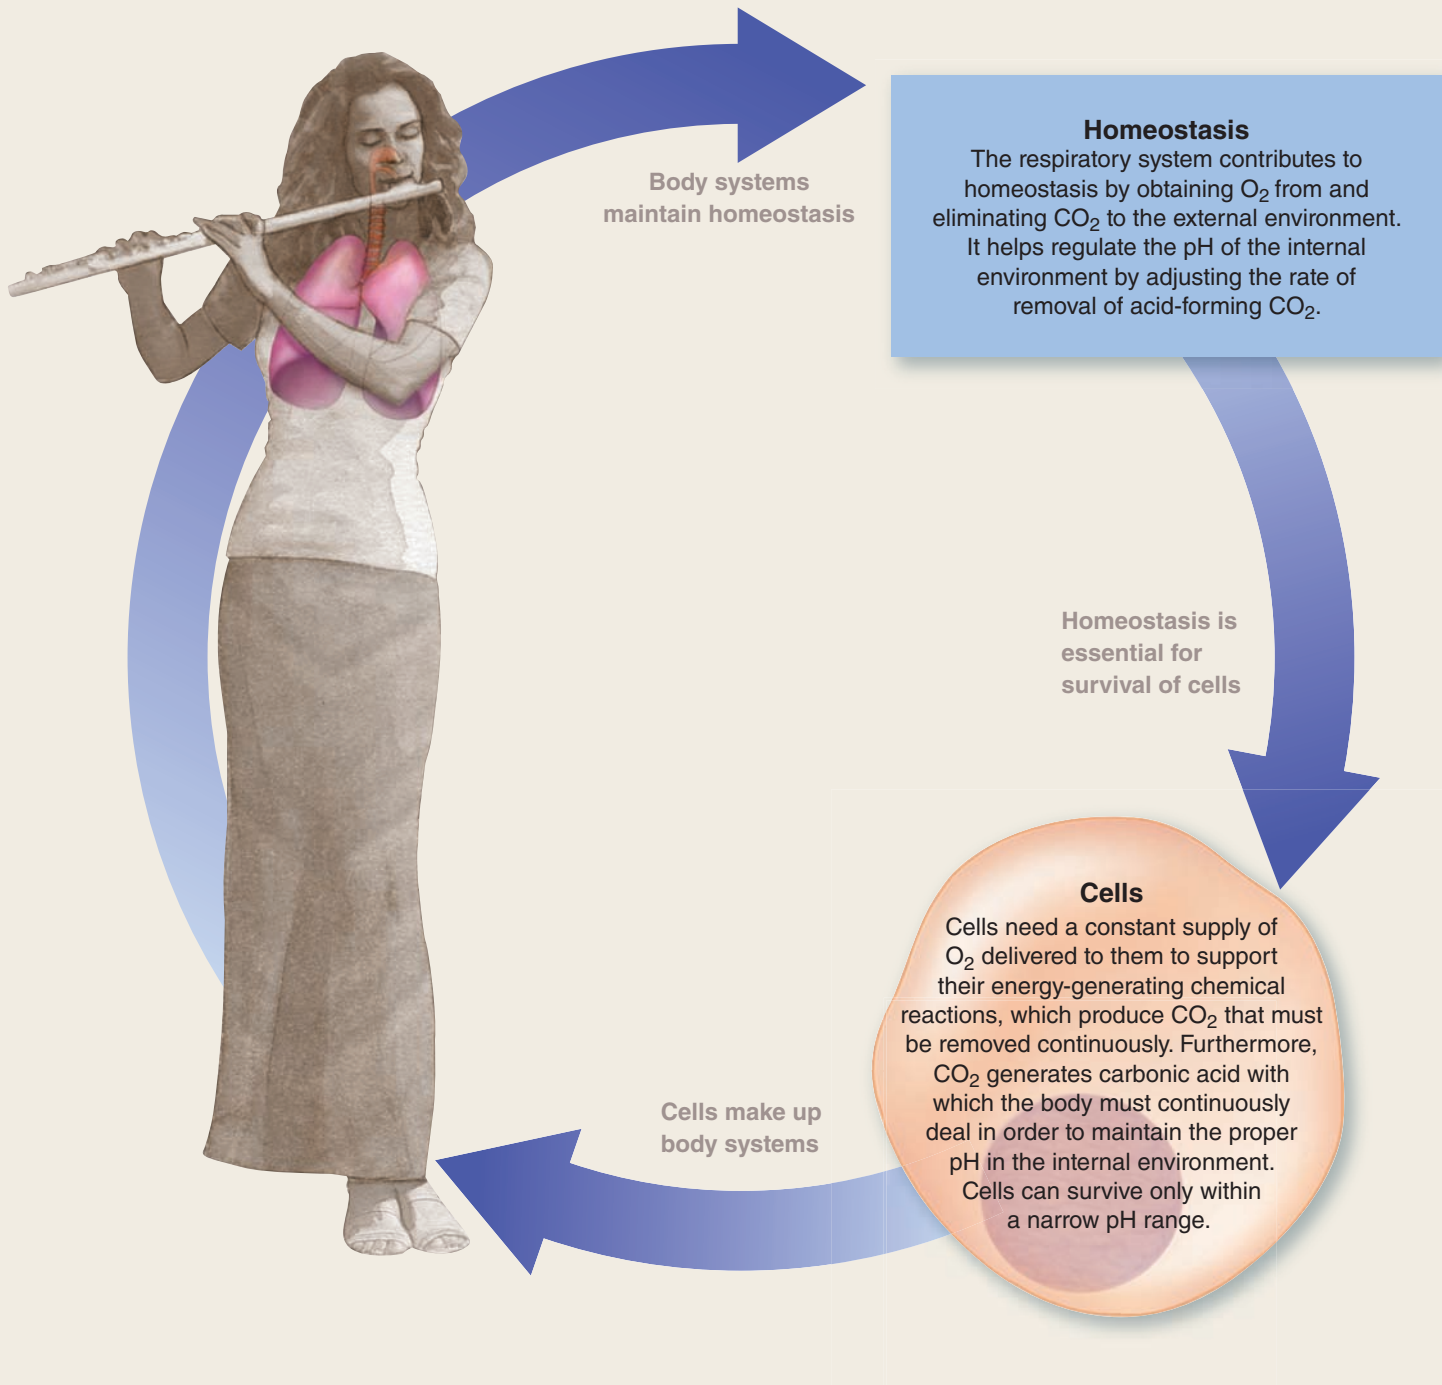 Body systems
maintain homeostasis
Homeostasis
The respiratory system contributes to
homeostasis by obtaining O₂ from and
eliminating CO₂ to the external environment.
It helps regulate the pH of the internal
environment by adjusting the rate of
removal of acid-forming CO₂.
Homeostasis is
essential for
survival of cells
Cells
Cells need a constant supply of
O₂ delivered to them to support
their energy-generating chemical
reactions, which produce CO₂ that must
be removed continuously. Furthermore,
CO₂ generates carbonic acid with
which the body must continuously
deal in order to maintain the proper
pH in the internal environment.
Cells can survive only within
a narrow pH range.
Cells make up
body systems